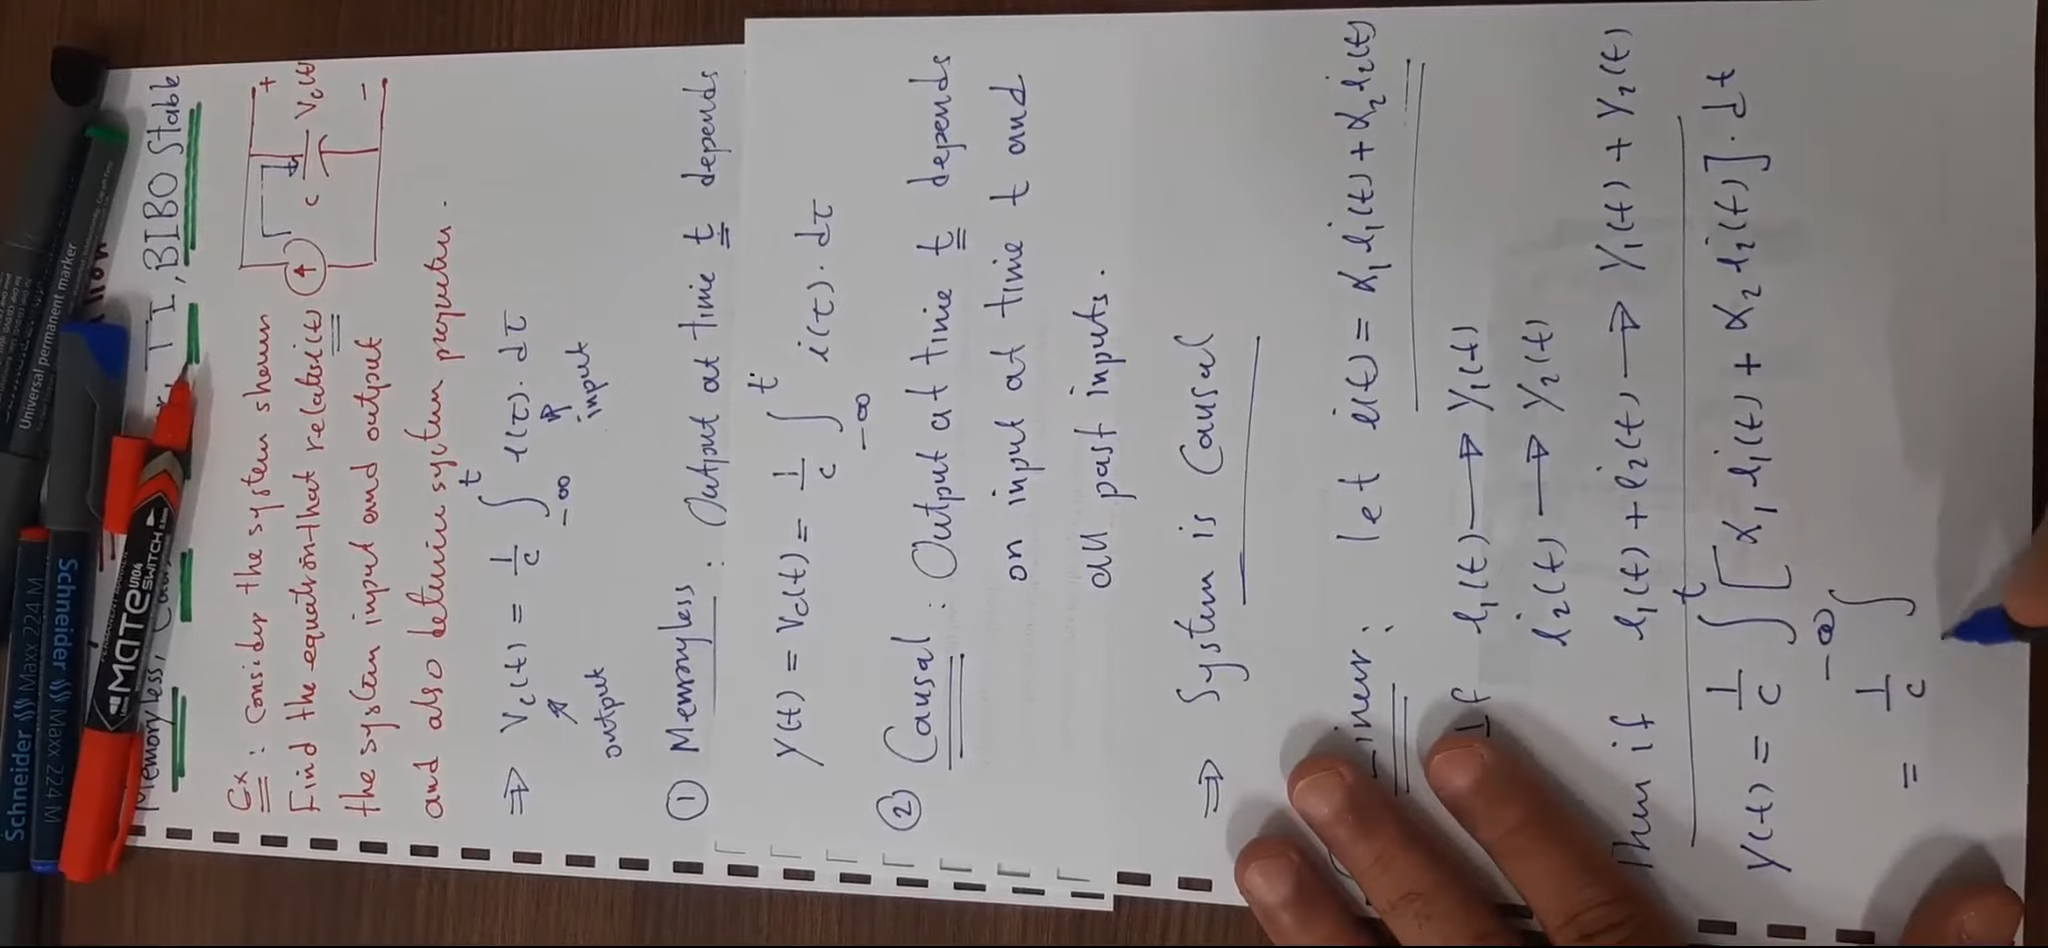 Memoryless, TI, BIBO Stable
Ex: Consider the system shown
Find the equation that relates i(t)
the system input and output
and also determine system properties.
c
+
Vc(t)
-
⇒ Vc(t) = 1/c ∫_{-∞}^{t} i(τ). dτ
output
input
① Memoryless : Output at time t depends
y(t) = Vc(t) = 1/c ∫_{-∞}^{t} i(τ). dτ
② Causal : Output at time t depends
on input at time t and
all past inputs.
⇒ System is Causal
let i(t) = α₁ i₁(t) + α₂ i₂(t)
If i₁(t) → y₁(t)
i₂(t) → y₂(t)
Then if i₁(t) + i₂(t) → y₁(t) + y₂(t)
y(t) = 1/c ∫_{-∞}^{t} [α₁ i₁(t) + α₂ i₂(t)]. dt
= 1/c ∫
Schneider Maxx 224 M
Schneider Maxx 224 M
Universal permanent marker
PERMANENT MARKER
MATE U104
SWITCH